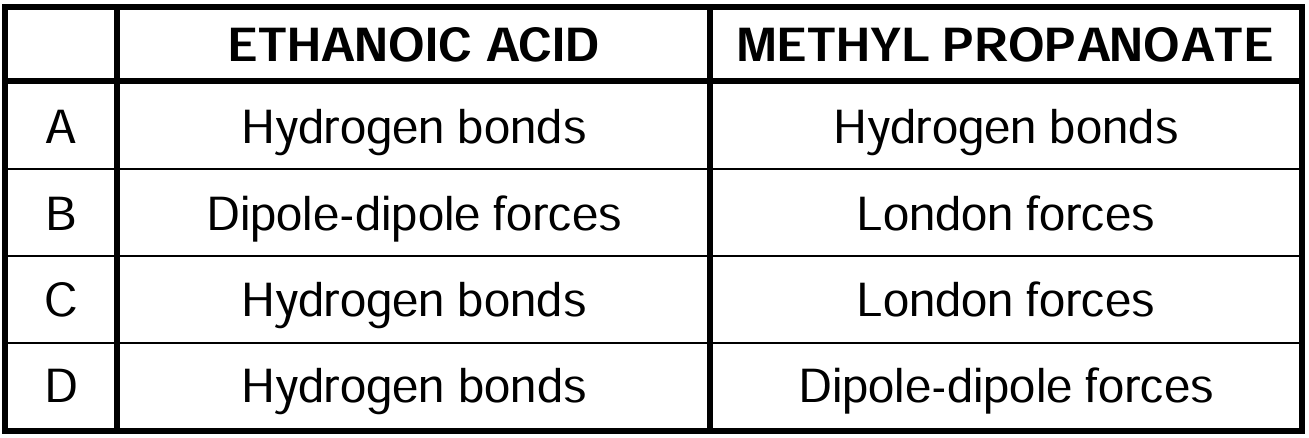 ETHANOIC ACID METHYL PROPANOATE
A Hydrogen bonds Hydrogen bonds
B Dipole-dipole forces London forces
C Hydrogen bonds London forces
D Hydrogen bonds Dipole-dipole forces